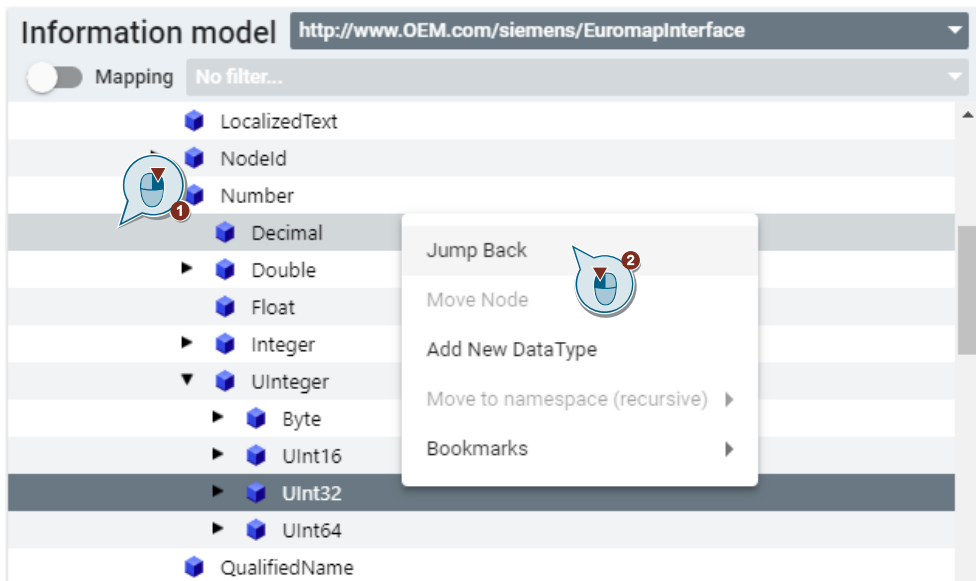 Information model http://www.OEM.com/siemens/EuromapInterface
Mapping No filter...
LocalizedText
NodeId
1
Number
Decimal
Double
Float
Integer
UInteger
Byte
UInt16
UInt32
UInt64
QualifiedName
Jump Back
2
Move Node
Add New DataType
Move to namespace (recursive)
Bookmarks